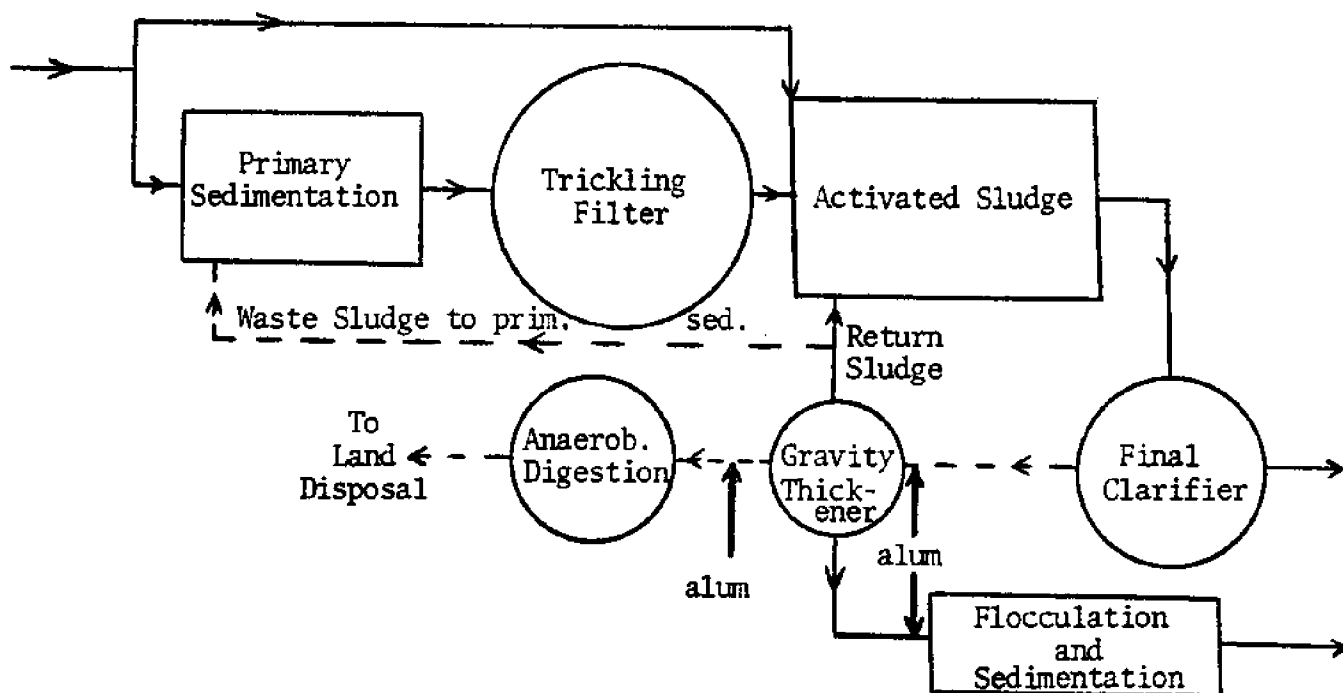 Primary
Sedimentation
Trickling
Filter
Activated Sludge
Waste Sludge to prim. sed.
Return
Sludge
To
Land
Disposal
Anaerob.
Digestion
Gravity
Thick-
ener
Final
Clarifier
alum
alum
Flocculation
and
Sedimentation